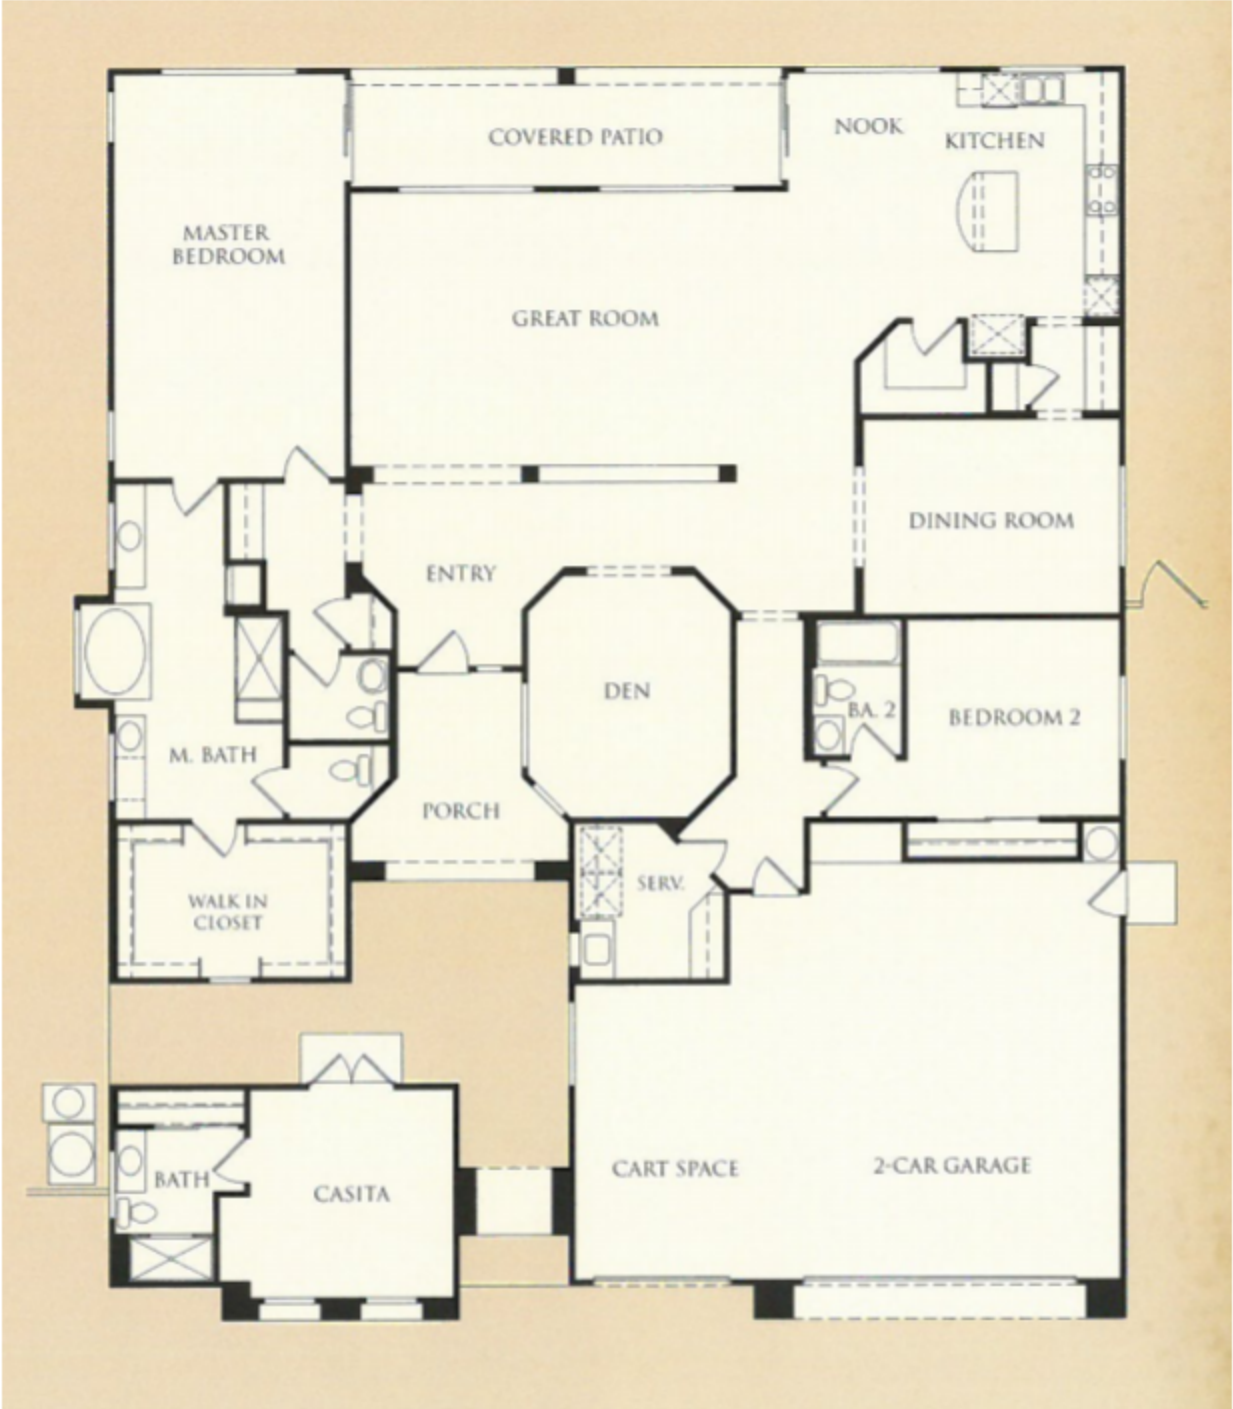 COVERED PATIO
NOOK
KITCHEN
MASTER
BEDROOM
GREAT ROOM
DINING ROOM
ENTRY
DEN
BA. 2
BEDROOM 2
M. BATH
PORCH
SERV.
WALK IN
CLOSET
BATH
CASITA
CART SPACE
2-CAR GARAGE